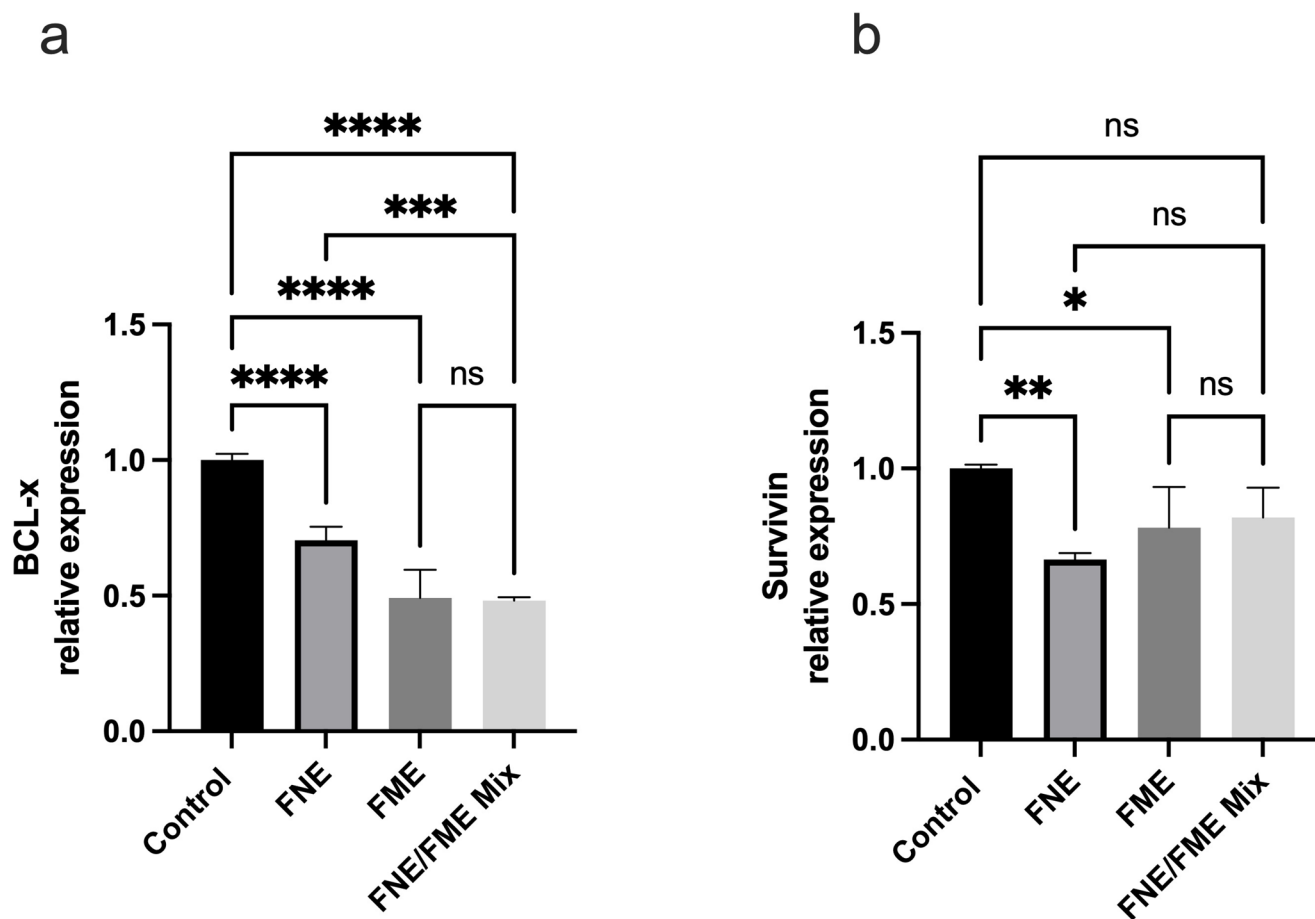 a
****
***
****
****
ns
BCL-x
relative expression
1.5
1.0
0.5
0.0
Control
FNE
FME
FNE/FME Mix
b
ns
ns
*
**
ns
Survivin
relative expression
1.5
1.0
0.5
0.0
Control
FNE
FME
FNE/FME Mix